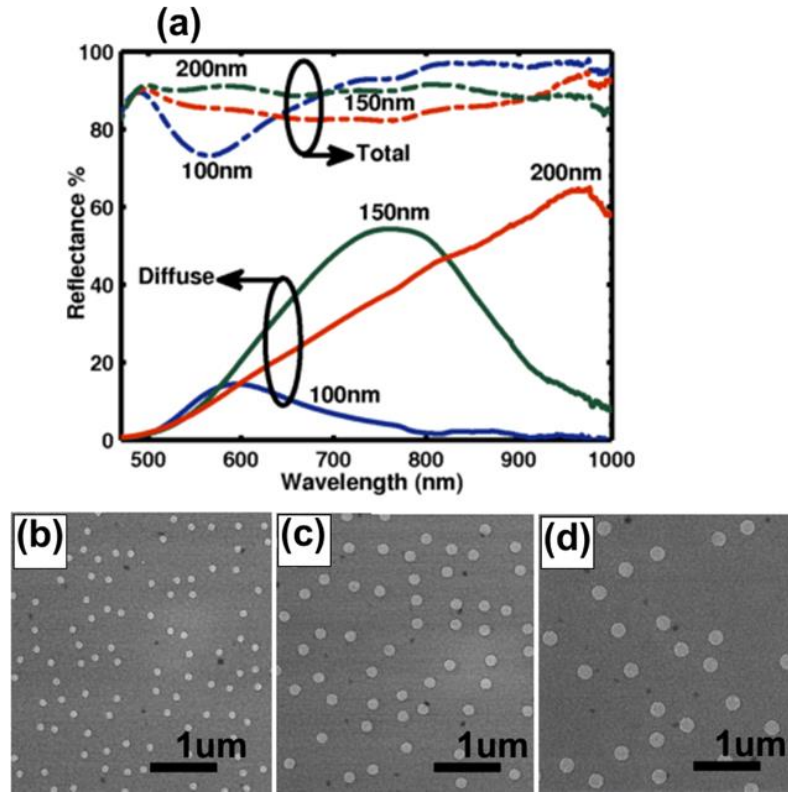 (a)
100
80
60
40
20
0
Reflectance %
500
600
700
800
900
1000
Wavelength (nm)
200nm
150nm
100nm
Total
200nm
150nm
Diffuse
100nm
(b)
1um
(c)
1um
(d)
1um